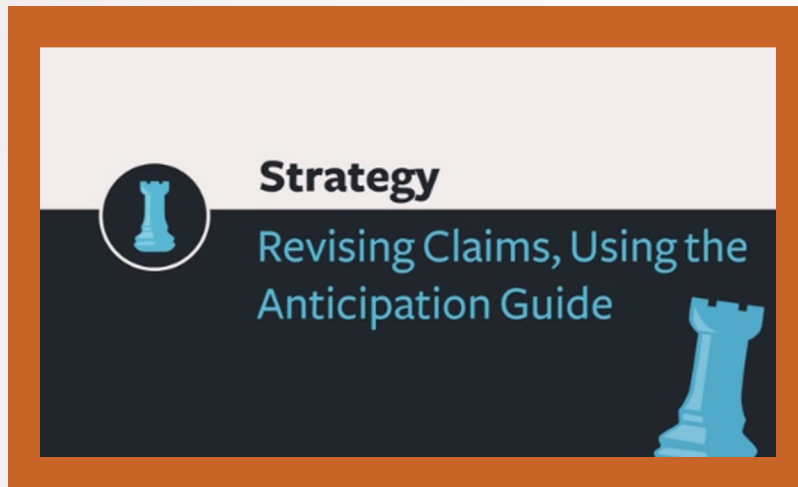 Strategy
Revising Claims, Using the
Anticipation Guide